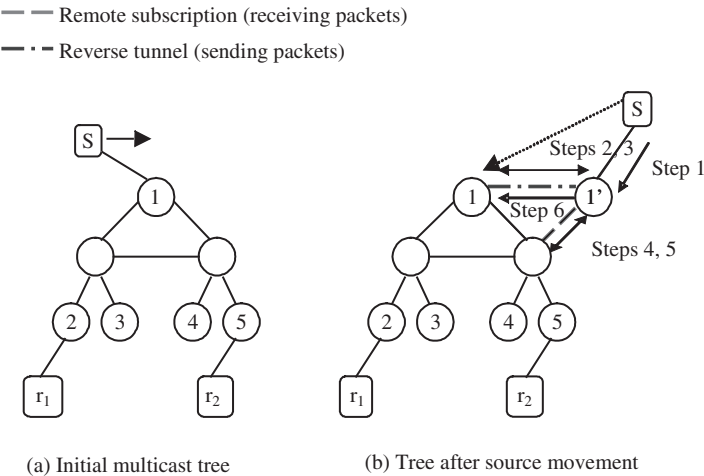 Remote subscription (receiving packets)
Reverse tunnel (sending packets)
S
1
2
3
4
5
r1
r2
(a) Initial multicast tree
S
Steps 2, 3
Step 1
1
1'
Step 6
Steps 4, 5
2
3
4
5
r1
r2
(b) Tree after source movement